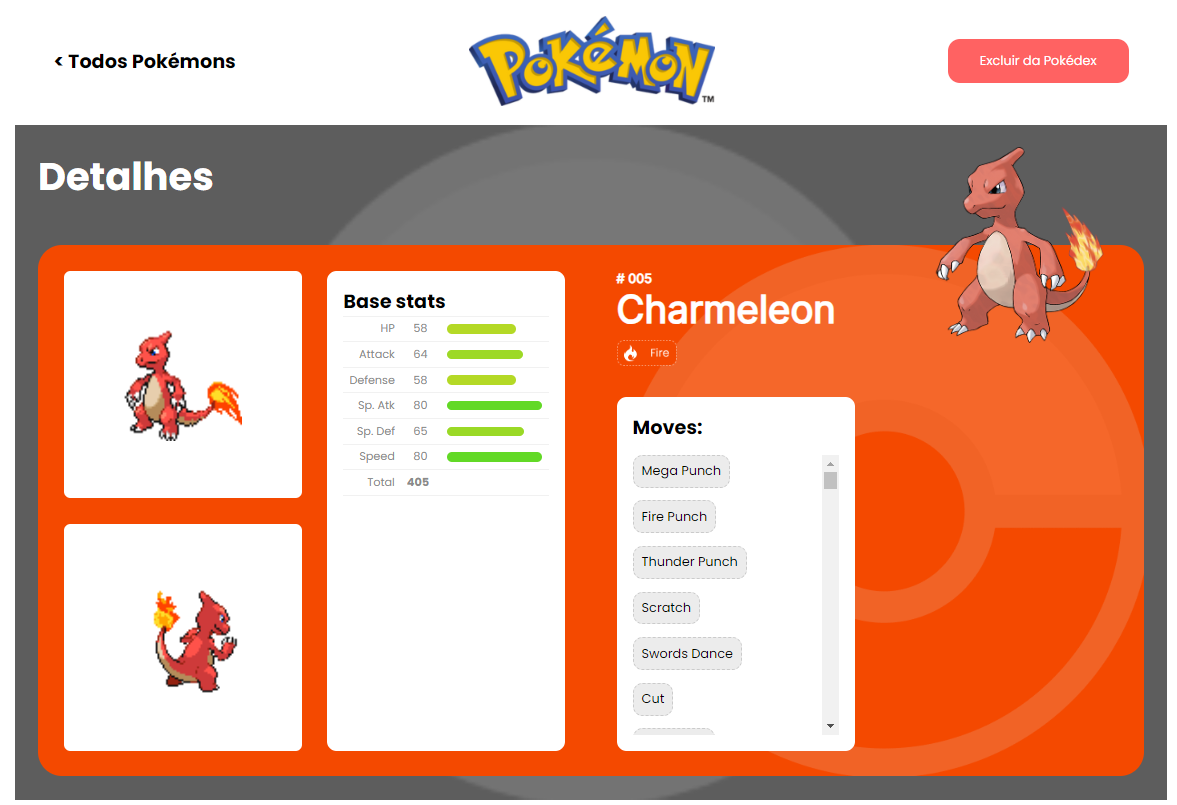 < Todos Pokémons
POKéMON
TM
Excluir da Pokédex
Detalhes
Base stats
HP 58
Attack 64
Defense 58
Sp. Atk 80
Sp. Def 65
Speed 80
Total 405
# 005
Charmeleon
Fire
Moves:
Mega Punch
Fire Punch
Thunder Punch
Scratch
Swords Dance
Cut